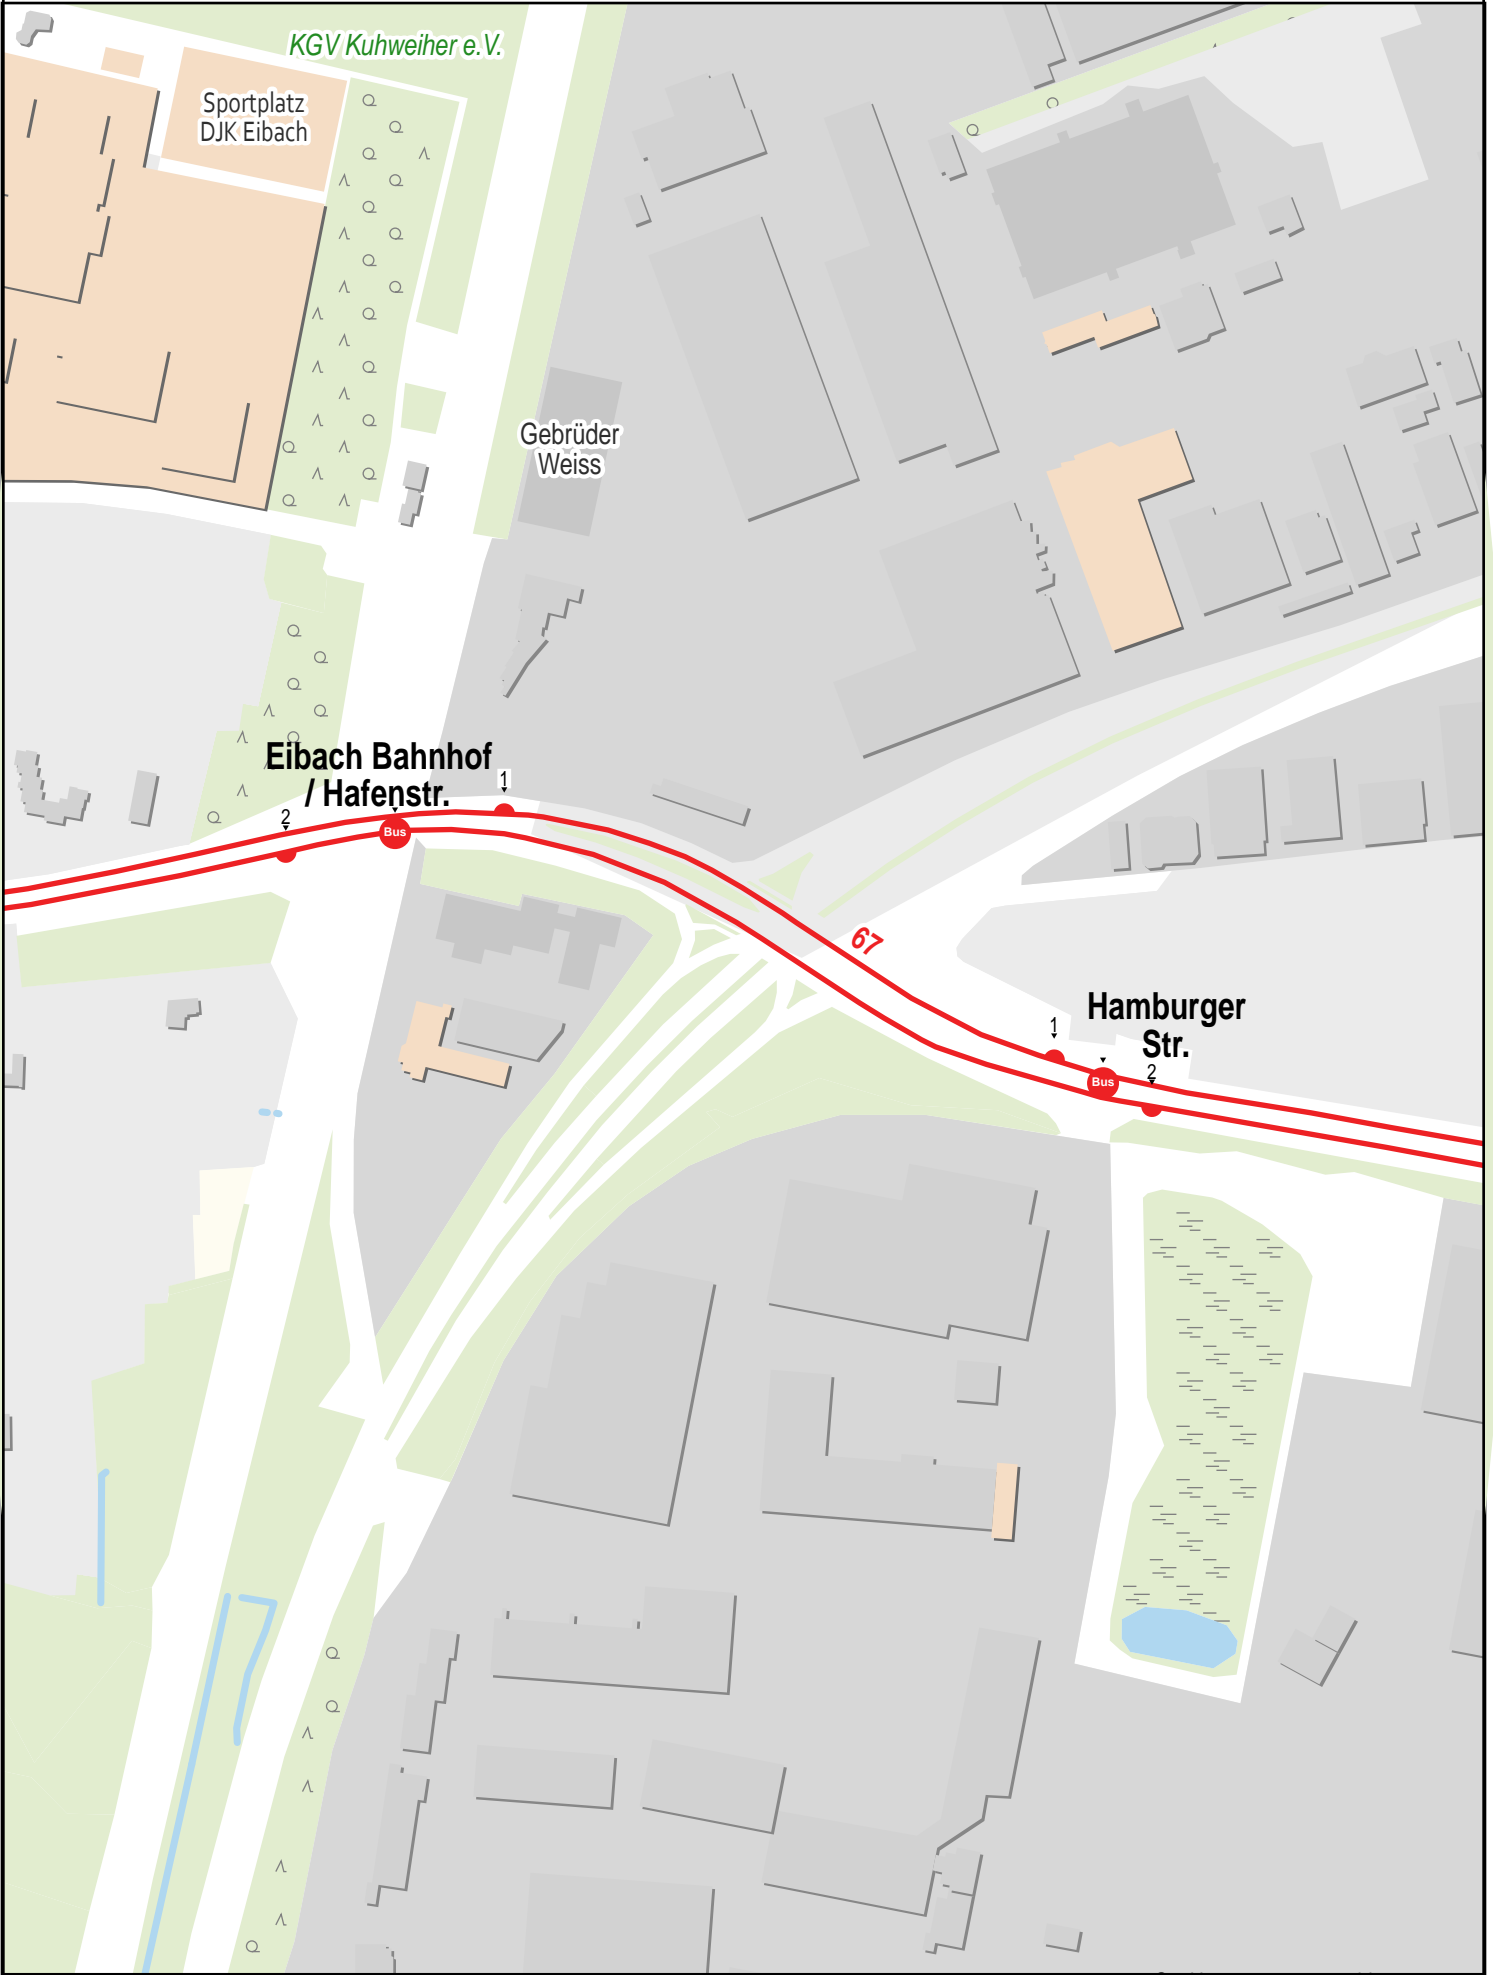 KGV Kuhweiher e.V.
Sportplatz
DJK Eibach
Gebrüder
Weiss
Eibach Bahnhof
/ Hafenstr.
1
2
Bus
67
Hamburger
Str.
1
2
Bus